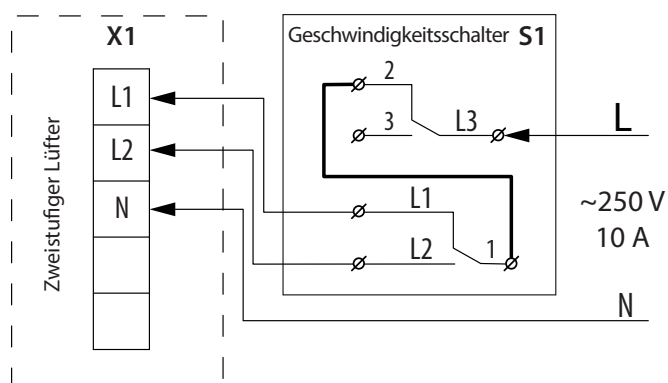 X1
Geschwindigkeitsschalter S1
Zweistufiger Lüfter
L1
L2
N
2
3
L3
L1
L2
1
L
~250 V
10 A
N